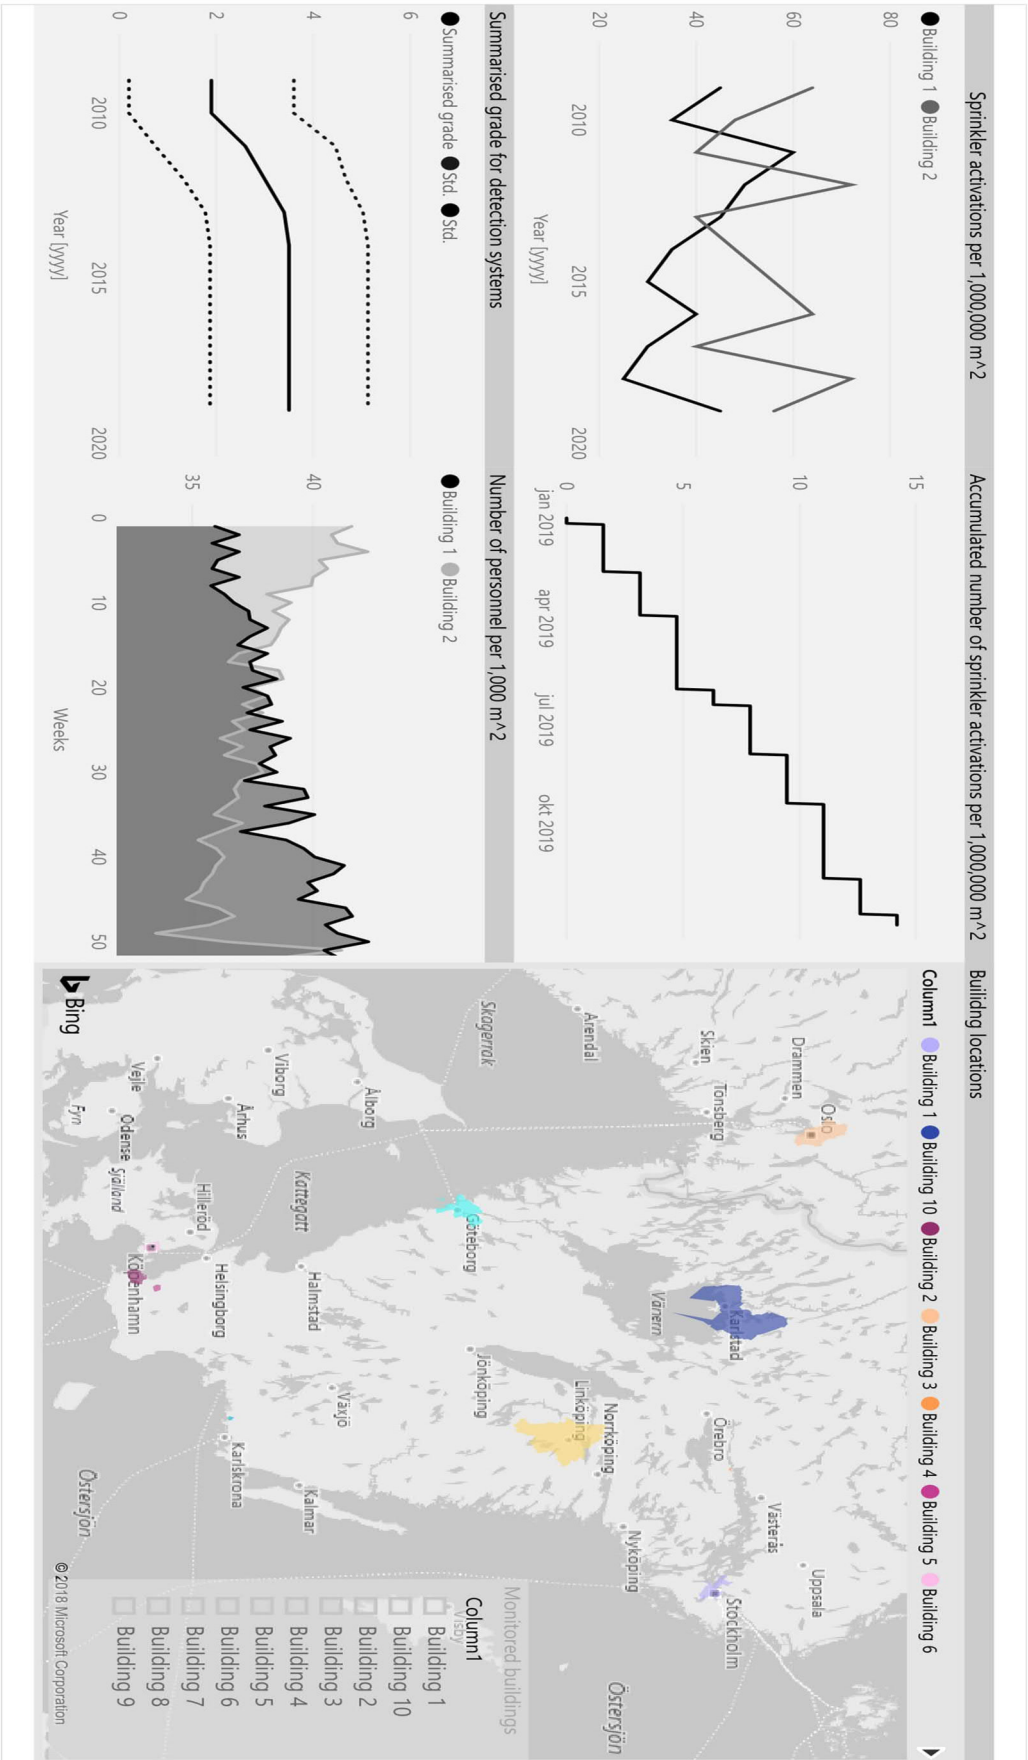 Sprinkler activations per 1,000,000 m^2
Building 1 Building 2
80
60
40
20
2010
2015
2020
Year [yyyy]
Accumulated number of sprinkler activations per 1,000,000 m^2
15
10
5
0
jan 2019
apr 2019
jul 2019
okt 2019
Summarised grade for detection systems
Summarised grade Std. Std.
6
4
2
0
2010
2015
2020
Year [yyyy]
Number of personnel per 1,000 m^2
Building 1 Building 2
40
35
0
10
20
30
40
50
Weeks
Builidng locations
Column1 Building 1 Building 10 Building 2 Building 3 Building 4 Building 5 Building 6
Oslo
Drammen
Uppsala
Västerås
Skien
Tönsberg
Karlstad
Örebro
Stockholm
Vänern
Nyköping
Östersjön
Arendal
Norrköping
Linköping
Skagerrak
Göteborg
Jönköping
Visby
Ålborg
Växjö
Kattegatt
Halmstad
Kalmar
Viborg
Århus
Hilleröd
Helsingborg
Karlskrona
Vejle
Odense
Själland
Köpenhamn
Fyn
Östersjön
Monitored buildings
Column1
Building 1
Building 10
Building 2
Building 3
Building 4
Building 5
Building 6
Building 7
Building 8
Building 9
Bing
© 2018 Microsoft Corporation